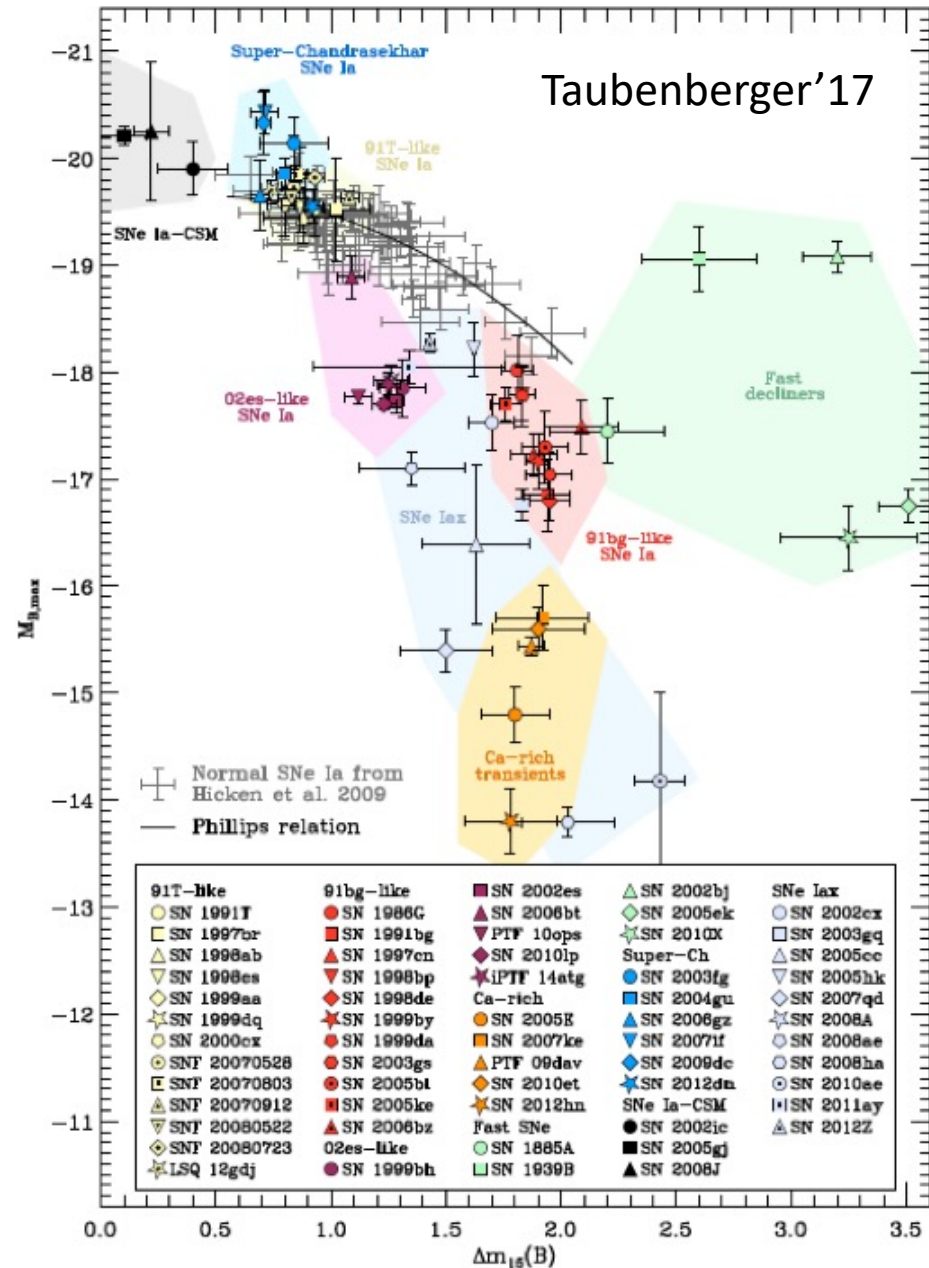 Taubenberger'17
Super-Chandrasekhar
SNe Ia
91T-like
SNe Ia
SNe Ia-CSM
02es-like
SNe Ia
Fast
decliners
SNe Iax
91bg-like
SNe Ia
Ca-rich
transients
Normal SNe Ia from
Hicken et al. 2009
Phillips relation
91T-like
SN 1991T
SN 1997br
SN 1998ab
SN 1998es
SN 1999aa
SN 1999dq
SN 2000cx
SNF 20070528
SNF 20070803
SNF 20070912
SNF 20080522
SNF 20080723
LSQ 12gdj
91bg-like
SN 1986G
SN 1991bg
SN 1997cn
SN 1998bp
SN 1998de
SN 1999by
SN 1999da
SN 2003gs
SN 2005bl
SN 2005ke
SN 2006bz
02es-like
SN 1999bh
SN 2002es
SN 2006bt
PTF 10ops
SN 2010lp
iPTF 14atg
Ca-rich
SN 2005E
SN 2007ke
PTF 09dav
SN 2010et
SN 2012hn
Fast SNe
SN 1885A
SN 1939B
SN 2002bj
SN 2005ek
SN 2010X
Super-Ch
SN 2003fg
SN 2004gu
SN 2006gz
SN 2007if
SN 2009dc
SN 2012dn
SNe Ia-CSM
SN 2002ic
SN 2005gj
SN 2008J
SNe Iax
SN 2002cx
SN 2003gq
SN 2005cc
SN 2005hk
SN 2007qd
SN 2008A
SN 2008ae
SN 2008ha
SN 2010ae
SN 2011ay
SN 2012Z
M_B,max
-21
-20
-19
-18
-17
-16
-15
-14
-13
-12
-11
0.0 0.5 1.0 1.5 2.0 2.5 3.0 3.5
Δm₁₅(B)